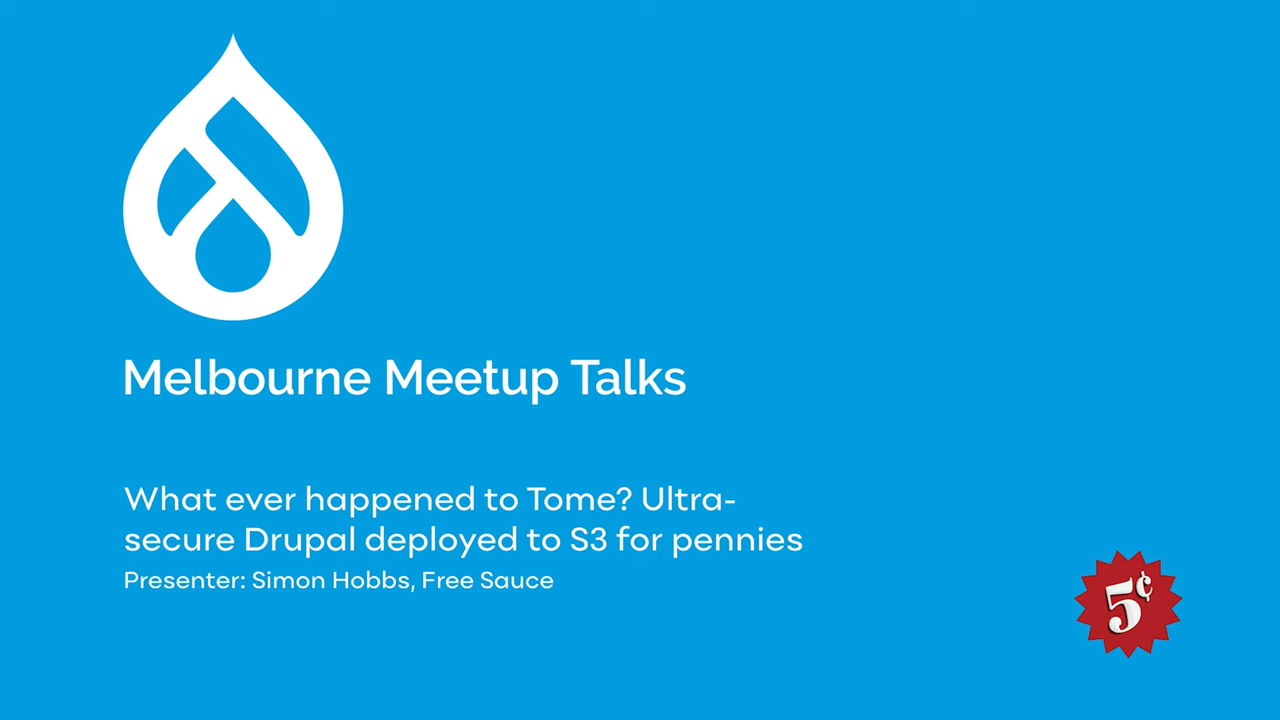 Melbourne Meetup Talks
What ever happened to Tome? Ultra-
secure Drupal deployed to S3 for pennies
Presenter: Simon Hobbs, Free Sauce
5¢